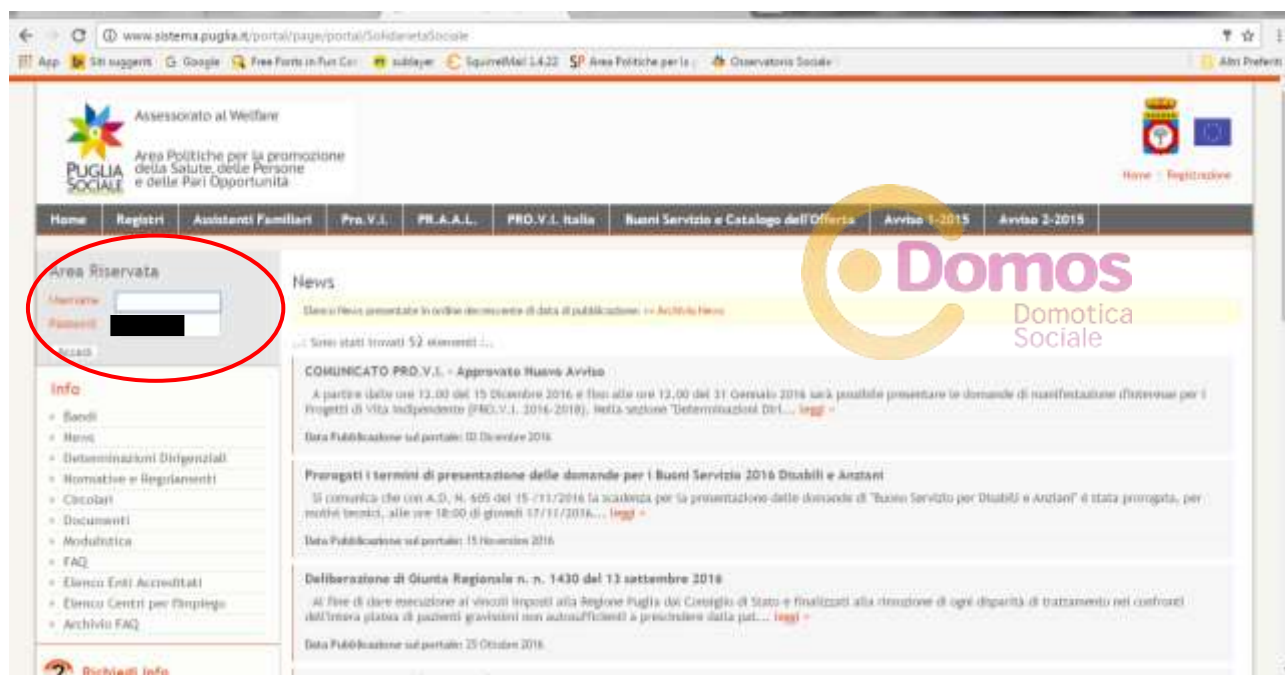 www.sistema.puglia.it/portal/page/portal/SolidarietaSociale
App Siti suggeriti Google Free Fonts in Fun Cat sublayer SquirrelMail 1.4.22 Area Politiche per la Osservatorio Sociale Altri Preferiti
Assessorato al Welfare
Area Politiche per la promozione
della Salute, delle Persone
e delle Pari Opportunità
PUGLIA
SOCIALE
Home Registrazione
Home Registri Assistenti Familiari Pro.V.I. PR.A.A.L. PRO.V.I. Italia Buoni Servizio e Catalogo dell'Offerta Avviso 1-2015 Avviso 2-2015
Domos
Domotica
Sociale
Area Riservata
Username
Password
Accedi
Info
Bandi
News
Determinazioni Dirigenziali
Normative e Regolamenti
Circolari
Documenti
Modulistica
FAQ
Elenco Enti Accreditati
Elenco Centri per l'Impiego
Archivio FAQ
Richiedi info
News
Elenco News presentate in ordine decrescente di data di pubblicazione: >> Archivio News
..: Sono stati trovati 52 elementi :..
COMUNICATO PRO.V.I. - Approvato Nuovo Avviso
A partire dalle ore 12.00 del 15 Dicembre 2016 e fino alle ore 12.00 del 31 Gennaio 2016 sarà possibile presentare le domande di manifestazione d'interesse per i
Progetti di Vita Indipendente (PRO.V.I. 2016-2018). Nella sezione "Determinazioni Diri... leggi »
Data Pubblicazione sul portale: 02 Dicembre 2016
Prorogati i termini di presentazione delle domande per i Buoni Servizio 2016 Disabili e Anziani
Si comunica che con A.D. N. 605 del 15 /11/2016 la scadenza per la presentazione delle domande di "Buono Servizio per Disabili e Anziani" è stata prorogata, per
motivi tecnici, alle ore 18:00 di giovedì 17/11/2016.... leggi »
Data Pubblicazione sul portale: 15 Novembre 2016
Deliberazione di Giunta Regionale n. n. 1430 del 13 settembre 2016
Al fine di dare esecuzione ai vincoli imposti alla Regione Puglia dal Consiglio di Stato e finalizzati alla rimozione di ogni disparità di trattamento nei confronti
dell'intera platea di pazienti gravissimi non autosufficienti a prescindere dalla pat.... leggi »
Data Pubblicazione sul portale: 25 Ottobre 2016